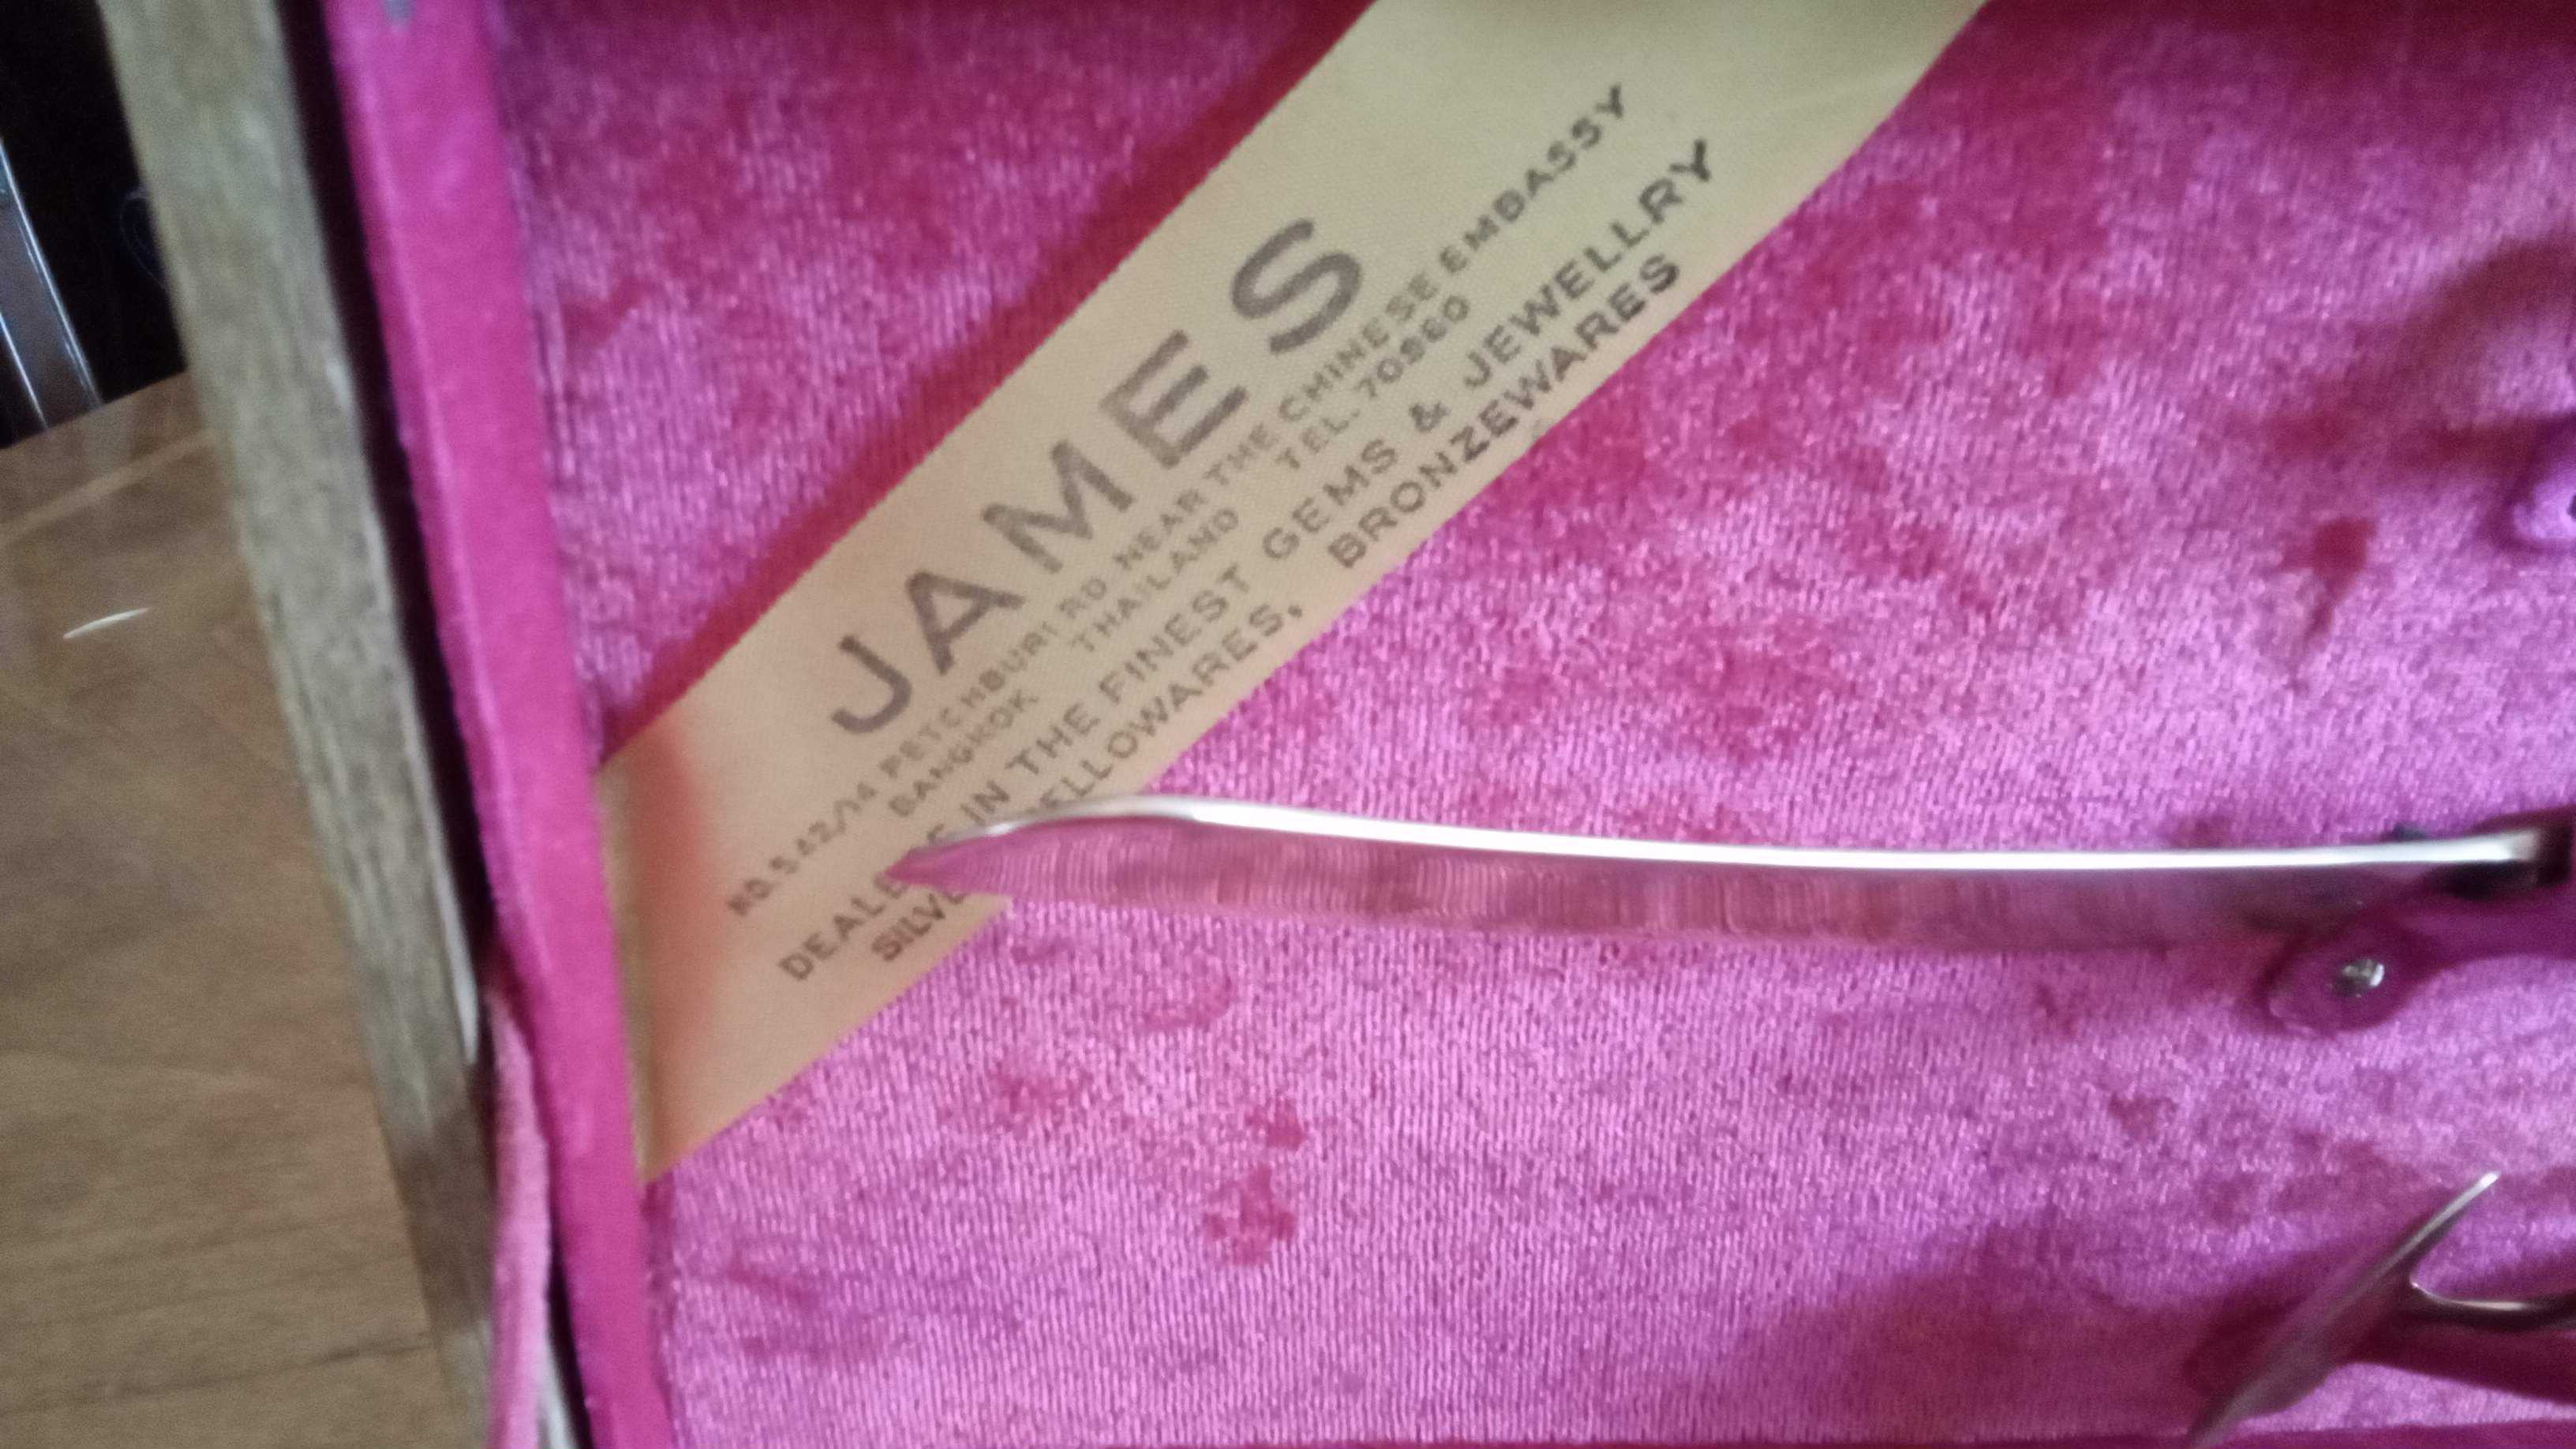 JAMES
NO. 542/14 PETCHBURI RD. NEAR THE CHINESE EMBASSY
BANGKOK THAILAND TEL. 70960
IN THE FINEST GEMS & JEWELLRY
BRONZEWARES